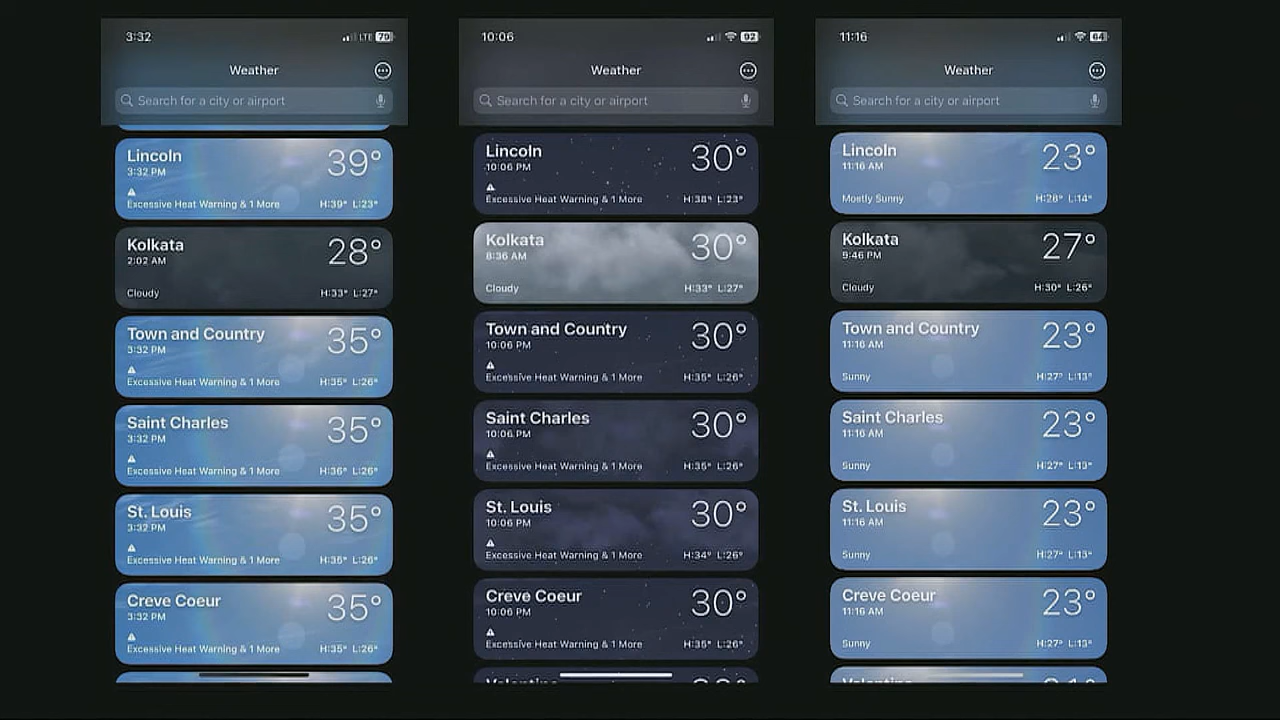 3:32
LTE 79
Weather
Search for a city or airport
Lincoln
39°
3:32 PM
Excessive Heat Warning & 1 More
H:39° L:23°
Kolkata
28°
2:02 AM
Cloudy
H:33° L:27°
Town and Country
35°
3:32 PM
Excessive Heat Warning & 1 More
H:35° L:26°
Saint Charles
35°
3:32 PM
Excessive Heat Warning & 1 More
H:36° L:26°
St. Louis
35°
3:32 PM
Excessive Heat Warning & 1 More
H:35° L:26°
Creve Coeur
35°
3:32 PM
Excessive Heat Warning & 1 More
H:35° L:26°
10:06
92
Weather
Search for a city or airport
Lincoln
30°
10:06 PM
Excessive Heat Warning & 1 More
H:38° L:23°
Kolkata
30°
8:36 AM
Cloudy
H:33° L:27°
Town and Country
30°
10:06 PM
Excessive Heat Warning & 1 More
H:35° L:26°
Saint Charles
30°
10:06 PM
Excessive Heat Warning & 1 More
H:35° L:26°
St. Louis
30°
10:06 PM
Excessive Heat Warning & 1 More
H:34° L:26°
Creve Coeur
30°
10:06 PM
Excessive Heat Warning & 1 More
H:35° L:26°
11:16
64
Weather
Search for a city or airport
Lincoln
23°
11:16 AM
Mostly Sunny
H:28° L:14°
Kolkata
27°
9:46 PM
Cloudy
H:30° L:26°
Town and Country
23°
11:16 AM
Sunny
H:27° L:13°
Saint Charles
23°
11:16 AM
Sunny
H:27° L:13°
St. Louis
23°
11:16 AM
Sunny
H:27° L:13°
Creve Coeur
23°
11:16 AM
Sunny
H:27° L:13°